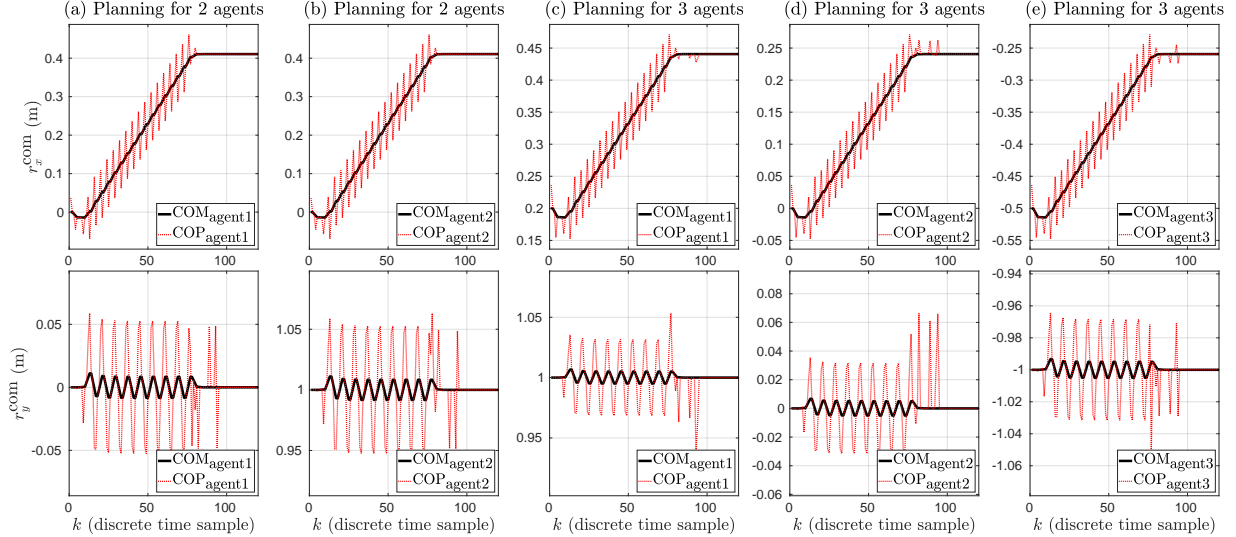 (a) Planning for 2 agents
(b) Planning for 2 agents
(c) Planning for 3 agents
(d) Planning for 3 agents
(e) Planning for 3 agents
r_x^com (m)
0.4
0.3
0.2
0.1
0
COM_agent1
COP_agent1
0 50 100
0.4
0.3
0.2
0.1
0
COM_agent2
COP_agent2
0 50 100
0.45
0.4
0.35
0.3
0.25
0.2
0.15
COM_agent1
COP_agent1
0 50 100
0.25
0.2
0.15
0.1
0.05
0
-0.05
COM_agent2
COP_agent2
0 50 100
-0.25
-0.3
-0.35
-0.4
-0.45
-0.5
-0.55
COM_agent3
COP_agent3
0 50 100
r_y^com (m)
0.05
0
-0.05
COM_agent1
COP_agent1
0 50 100
k (discrete time sample)
1.05
1
0.95
COM_agent2
COP_agent2
0 50 100
k (discrete time sample)
1.05
1
0.95
COM_agent1
COP_agent1
0 50 100
k (discrete time sample)
0.08
0.06
0.04
0.02
0
-0.02
-0.04
-0.06
COM_agent2
COP_agent2
0 50 100
k (discrete time sample)
-0.94
-0.96
-0.98
-1
-1.02
-1.04
-1.06
COM_agent3
COP_agent3
0 50 100
k (discrete time sample)